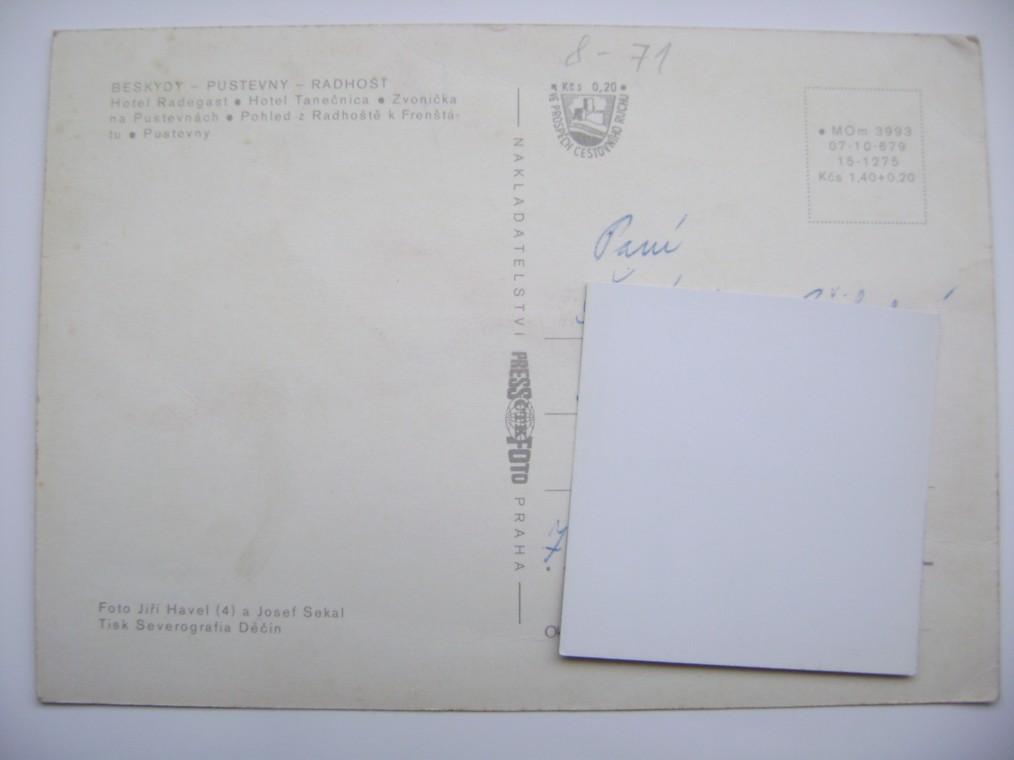 8-71
BESKYDY - PUSTEVNY - RADHOŠŤ
Hotel Radegast ● Hotel Tanečnica ● Zvonička
na Pustevnách ● Pohled z Radhoště k Frenštá-
tu ● Pustevny
Kčs 0,20
VE PROSPĚCH CESTOVNÍHO RUCHU
● MOm 3993
07-10-679
15-1275
Kčs 1,40+0,20
NAKLADATELSTVÍ PRESSFOTO PRAHA
ČTK
Paní
7
Foto Jiří Havel (4) a Josef Sekal
Tisk Severografia Děčín